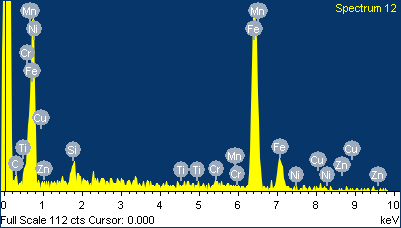 Spectrum 12
Mn
Mn
Ni
Fe
Cr
Fe
Cu
Ti
Si
Fe
Cu
Mn
Cu
C
Zn
Ti
Ti
Cr
Cr
Ni
Ni
Zn
Zn
0 1 2 3 4 5 6 7 8 9 10
Full Scale 112 cts Cursor: 0.000 keV